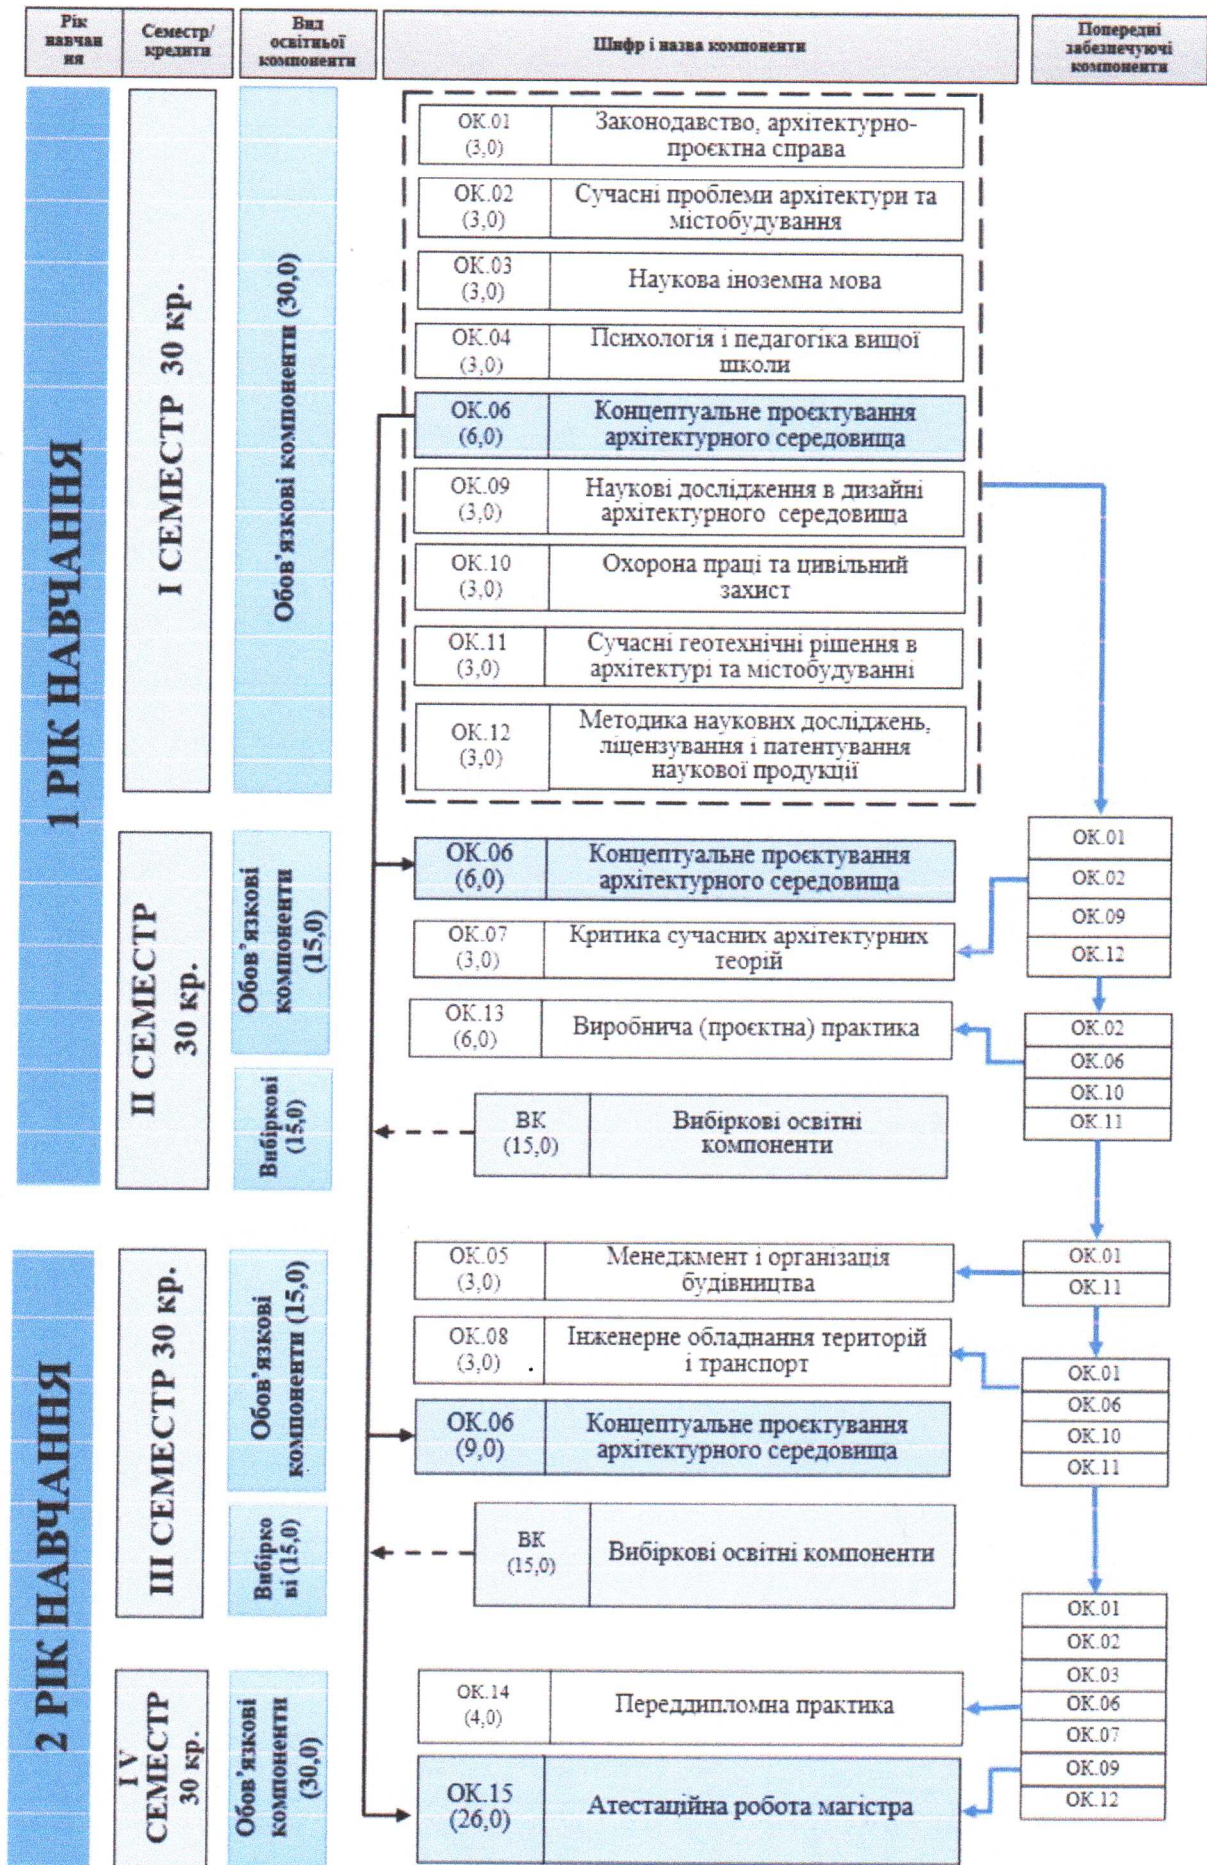 Рік
навчан
ня
Семестр/
кредити
Вид
освітньої
компоненти
Шифр і назва компоненти
Попередні
забезпечуючі
компоненти
1 РІК НАВЧАННЯ
І СЕМЕСТР 30 кр.
Обов'язкові компоненти (30,0)
ОК.01
(3,0)
Законодавство, архітектурно-
проєктна справа
ОК.02
(3,0)
Сучасні проблеми архітектури та
містобудування
ОК.03
(3,0)
Наукова іноземна мова
ОК.04
(3,0)
Психологія і педагогіка вищої
школи
ОК.06
(6,0)
Концептуальне проєктування
архітектурного середовища
ОК.09
(3,0)
Наукові дослідження в дизайні
архітектурного середовища
ОК.10
(3,0)
Охорона праці та цивільний
захист
ОК.11
(3,0)
Сучасні геотехнічні рішення в
архітектурі та містобудуванні
ОК.12
(3,0)
Методика наукових досліджень,
ліцензування і патентування
наукової продукції
ІІ СЕМЕСТР
30 кр.
Обов'язкові
компоненти
(15,0)
ОК.06
(6,0)
Концептуальне проєктування
архітектурного середовища
ОК.07
(3,0)
Критика сучасних архітектурних
теорій
ОК.01
ОК.02
ОК.09
ОК.12
ОК.13
(6,0)
Виробнича (проєктна) практика
ОК.02
ОК.06
ОК.10
ОК.11
Вибіркові
(15,0)
ВК
(15,0)
Вибіркові освітні
компоненти
2 РІК НАВЧАННЯ
ІІІ СЕМЕСТР 30 кр.
Обов'язкові
компоненти (15,0)
ОК.05
(3,0)
Менеджмент і організація
будівництва
ОК.01
ОК.11
ОК.08
(3,0)
Інженерне обладнання територій
і транспорт
ОК.01
ОК.06
ОК.10
ОК.11
ОК.06
(9,0)
Концептуальне проєктування
архітектурного середовища
Вибірко
ві (15,0)
ВК
(15,0)
Вибіркові освітні компоненти
І V
СЕМЕСТР
30 кр.
Обов'язкові
компоненти
(30,0)
ОК.14
(4,0)
Переддипломна практика
ОК.15
(26,0)
Атестаційна робота магістра
ОК.01
ОК.02
ОК.03
ОК.06
ОК.07
ОК.09
ОК.12